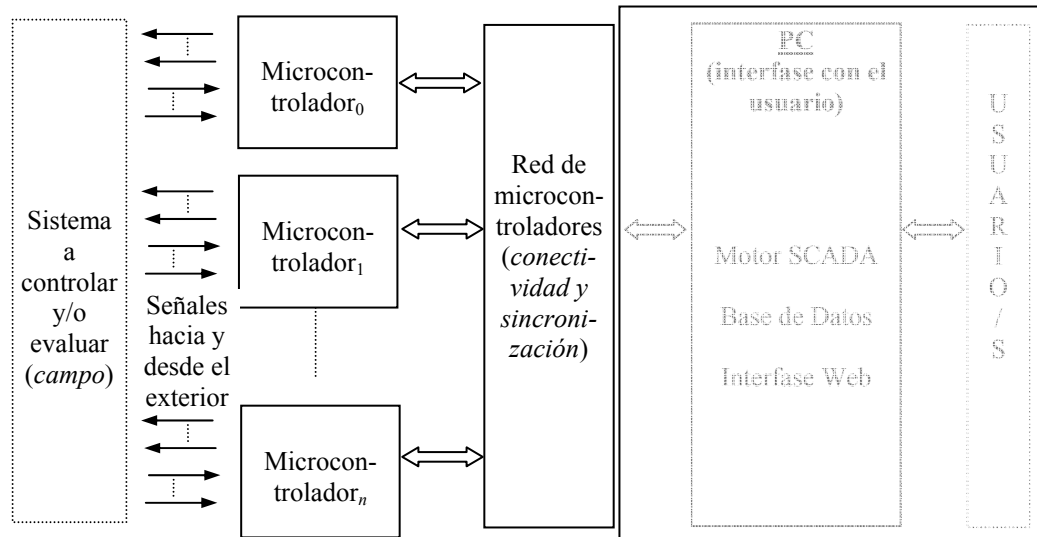 Sistema
a
controlar
y/o
evaluar
(campo)
Señales
hacia y
desde el
exterior
Microcon-
trolador0
Microcon-
trolador1
Microcon-
troladorn
Red de
microcon-
troladores
(conecti-
vidad y
sincroni-
zación)
PC
(interfase con el
usuario)
Motor SCADA
Base de Datos
Interfase Web
U
S
U
A
R
I
O
/
S